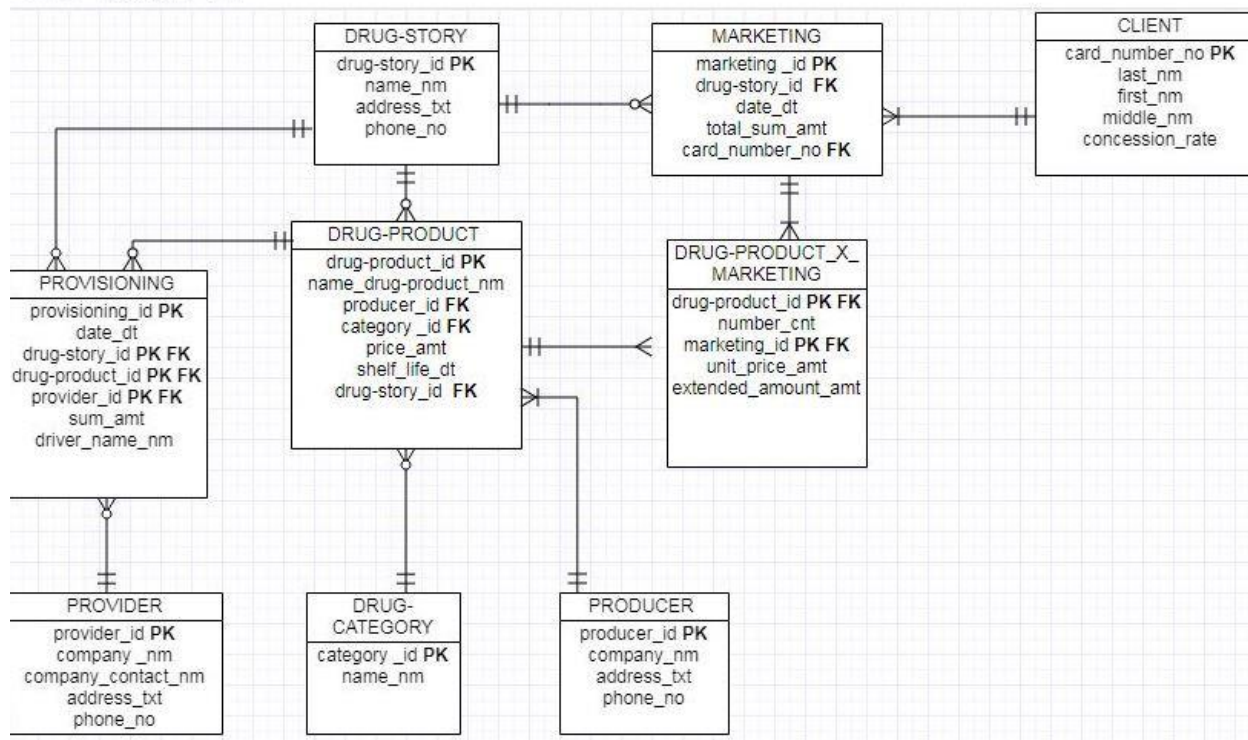 DRUG-STORY
drug-story_id PK
name_nm
address_txt
phone_no
MARKETING
marketing _id PK
drug-story_id FK
date_dt
total_sum_amt
card_number_no FK
CLIENT
card_number_no PK
last_nm
first_nm
middle_nm
concession_rate
PROVISIONING
provisioning_id PK
date_dt
drug-story_id PK FK
drug-product_id PK FK
provider_id PK FK
sum_amt
driver_name_nm
DRUG-PRODUCT
drug-product_id PK
name_drug-product_nm
producer_id FK
category _id FK
price_amt
shelf_life_dt
drug-story_id FK
DRUG-PRODUCT_X_
MARKETING
drug-product_id PK FK
number_cnt
marketing_id PK FK
unit_price_amt
extended_amount_amt
PROVIDER
provider_id PK
company _nm
company_contact_nm
address_txt
phone_no
DRUG-
CATEGORY
category _id PK
name_nm
PRODUCER
producer_id PK
company_nm
address_txt
phone_no